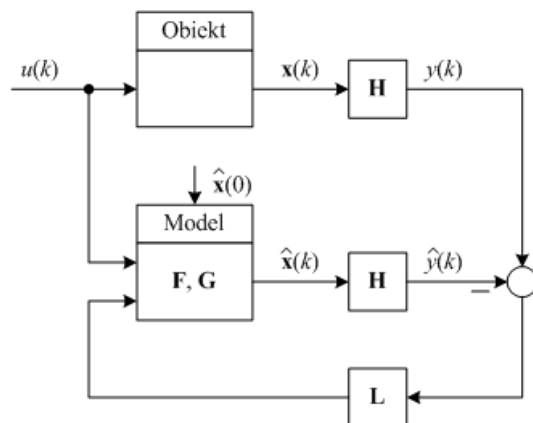 Obiekt
u(k)
x(k)
H
y(k)
x̂(0)
Model
F, G
x̂(k)
H
ŷ(k)
−
L